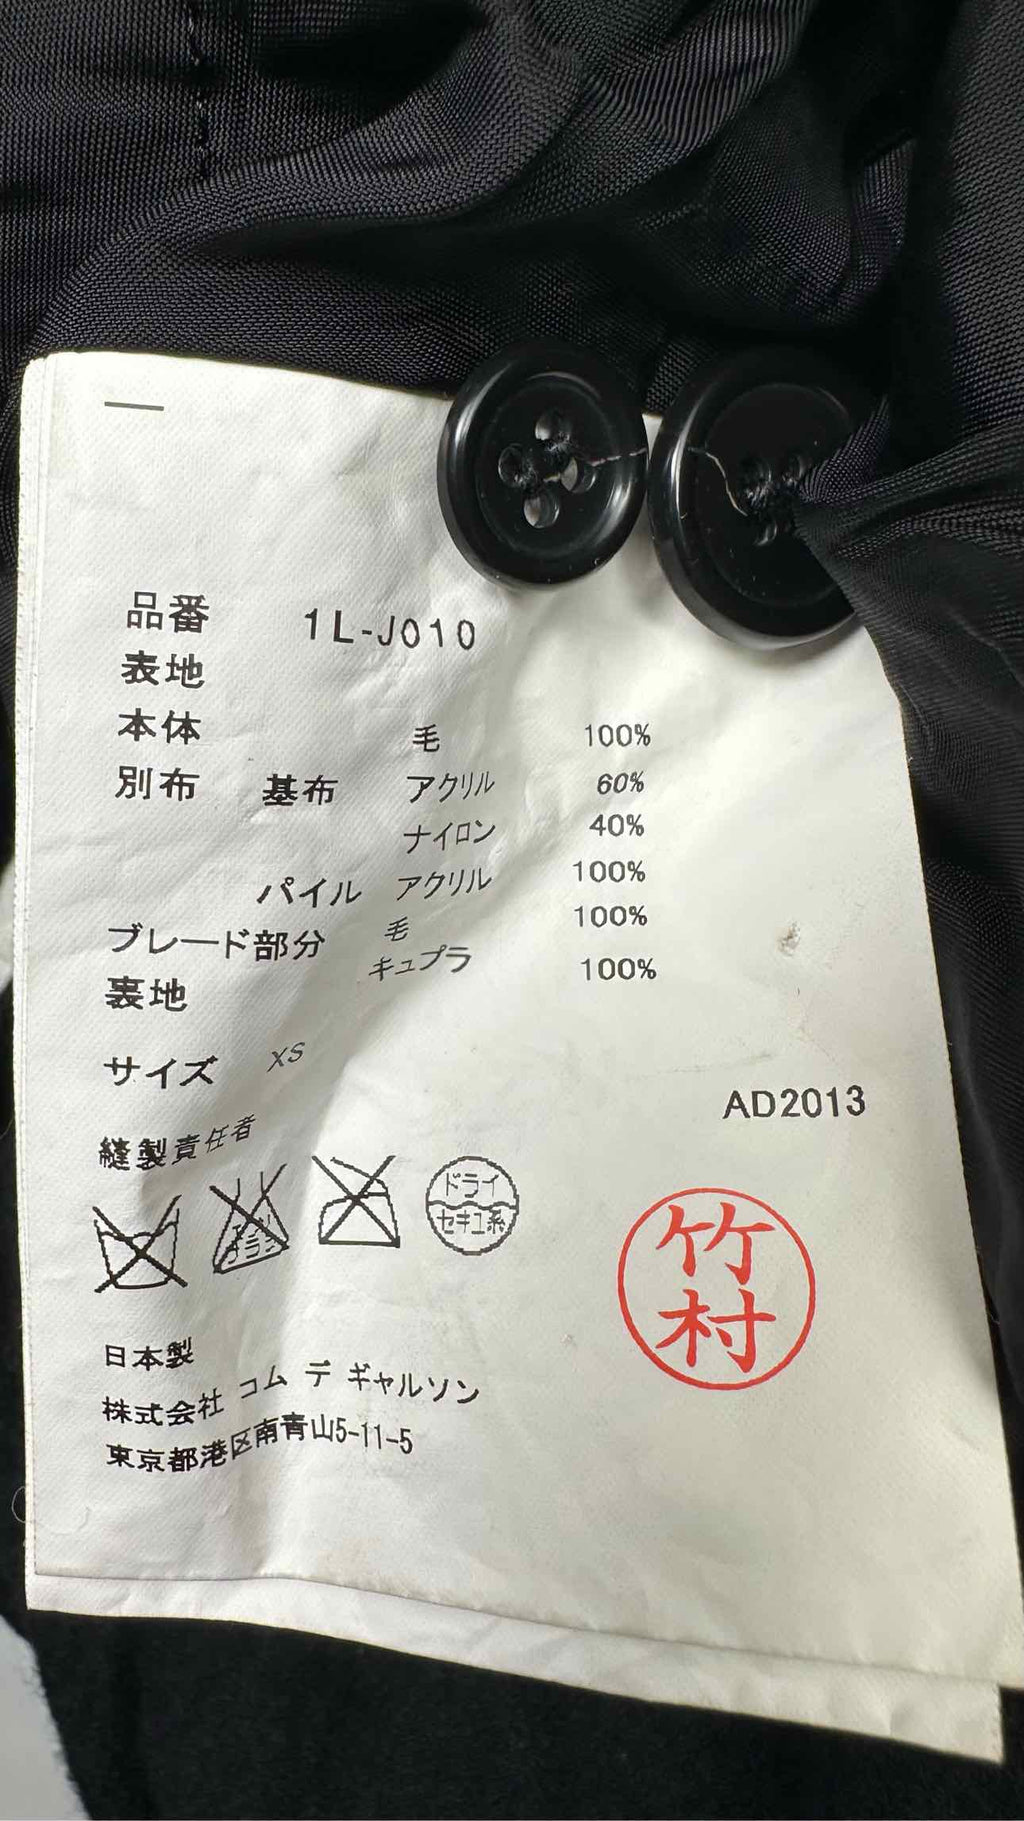 品番 1L-J010
表地
本体 毛 100%
別布 基布 アクリル 60%
ナイロン 40%
パイル アクリル 100%
ブレード部分 毛 100%
裏地 キュプラ 100%
サイズ XS
AD2013
縫製責任者
ドライ
セキユ系
竹村
日本製
株式会社 コム デ ギャルソン
東京都港区南青山5-11-5